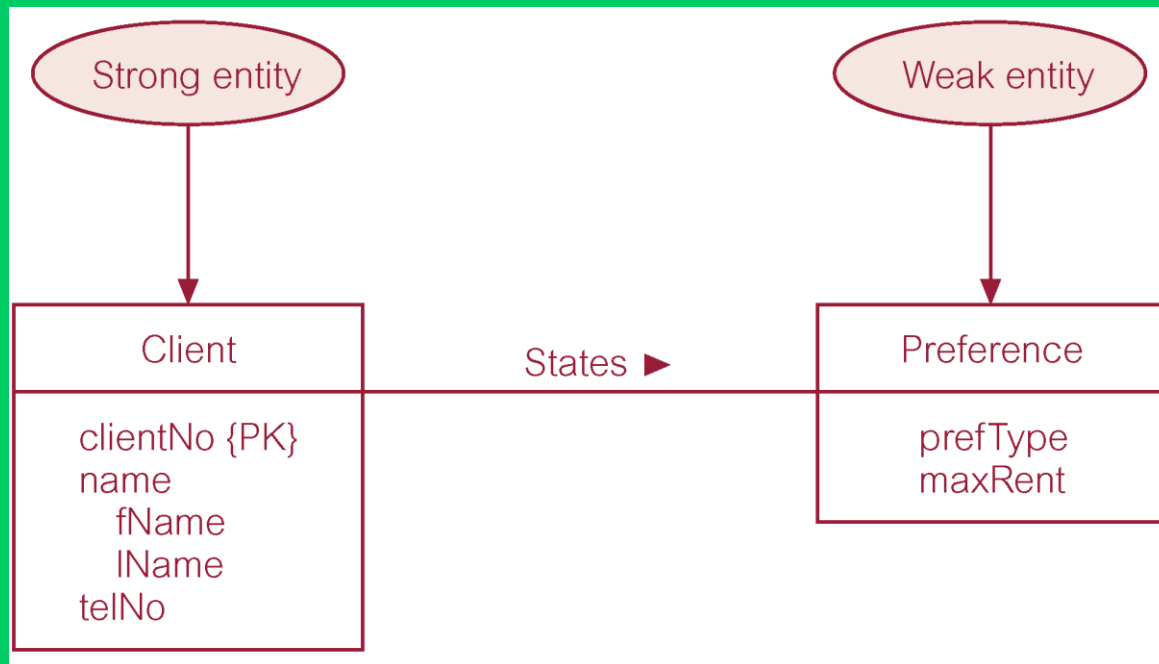 Strong entity
Weak entity
Client
States ►
Preference
clientNo {PK}
name
fName
lName
telNo
prefType
maxRent